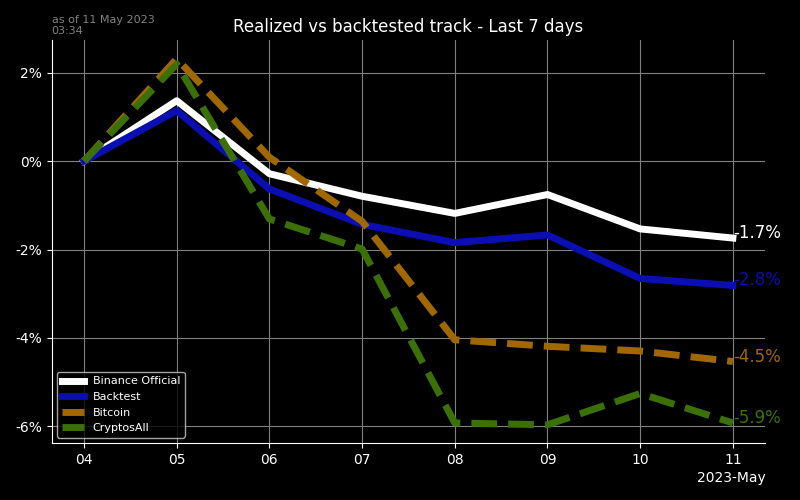 as of 11 May 2023
03:34
Realized vs backtested track - Last 7 days
2%
0%
-2%
-4%
-6%
-1.7%
-2.8%
-4.5%
-5.9%
Binance Official
Backtest
Bitcoin
CryptosAll
04 05 06 07 08 09 10 11
2023-May